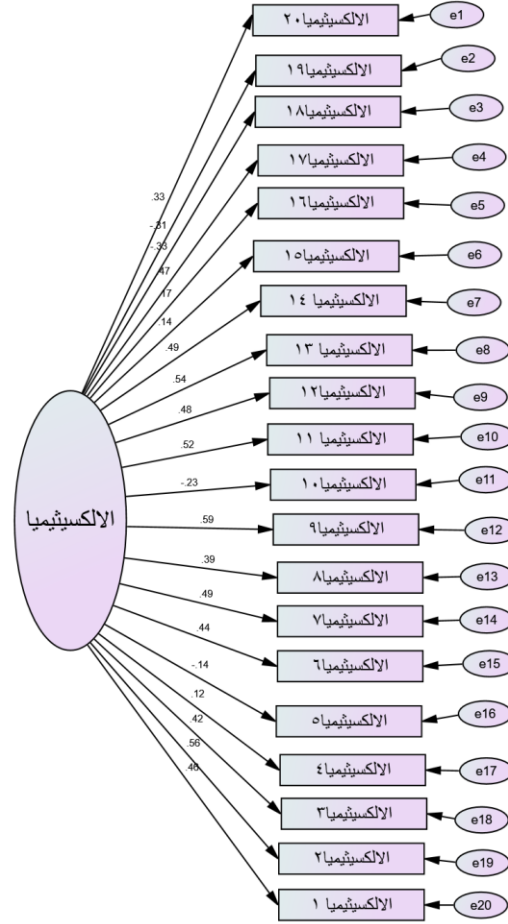 الالكسيثيميا٢٠
e1
الالكسيثيميا١٩
e2
الالكسيثيميا١٨
e3
الالكسيثيميا١٧
e4
الالكسيثيميا١٦
e5
الالكسيثيميا١٥
e6
الالكسيثيميا ١٤
e7
الالكسيثيميا ١٣
e8
الالكسيثيميا١٢
e9
الالكسيثيميا ١١
e10
الالكسيثيميا١٠
e11
الالكسيثيميا٩
e12
الالكسيثيميا٨
e13
الالكسيثيميا٧
e14
الالكسيثيميا٦
e15
الالكسيثيميا٥
e16
الالكسيثيميا٤
e17
الالكسيثيميا٣
e18
الالكسيثيميا٢
e19
الالكسيثيميا ١
e20
الالكسيثيميا
.33
-.31
-.33
.47
.17
.14
.49
.54
.48
.52
-.23
.59
.39
.49
.44
-.14
.12
.42
.56
.46